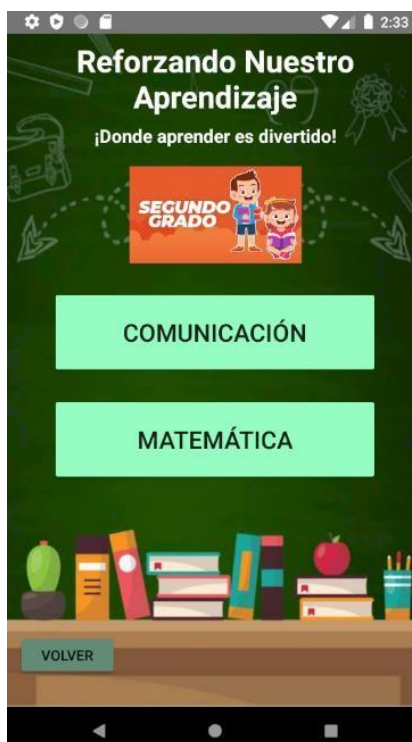 2:33
Reforzando Nuestro
Aprendizaje
¡Donde aprender es divertido!
SEGUNDO
GRADO
COMUNICACIÓN
MATEMÁTICA
VOLVER